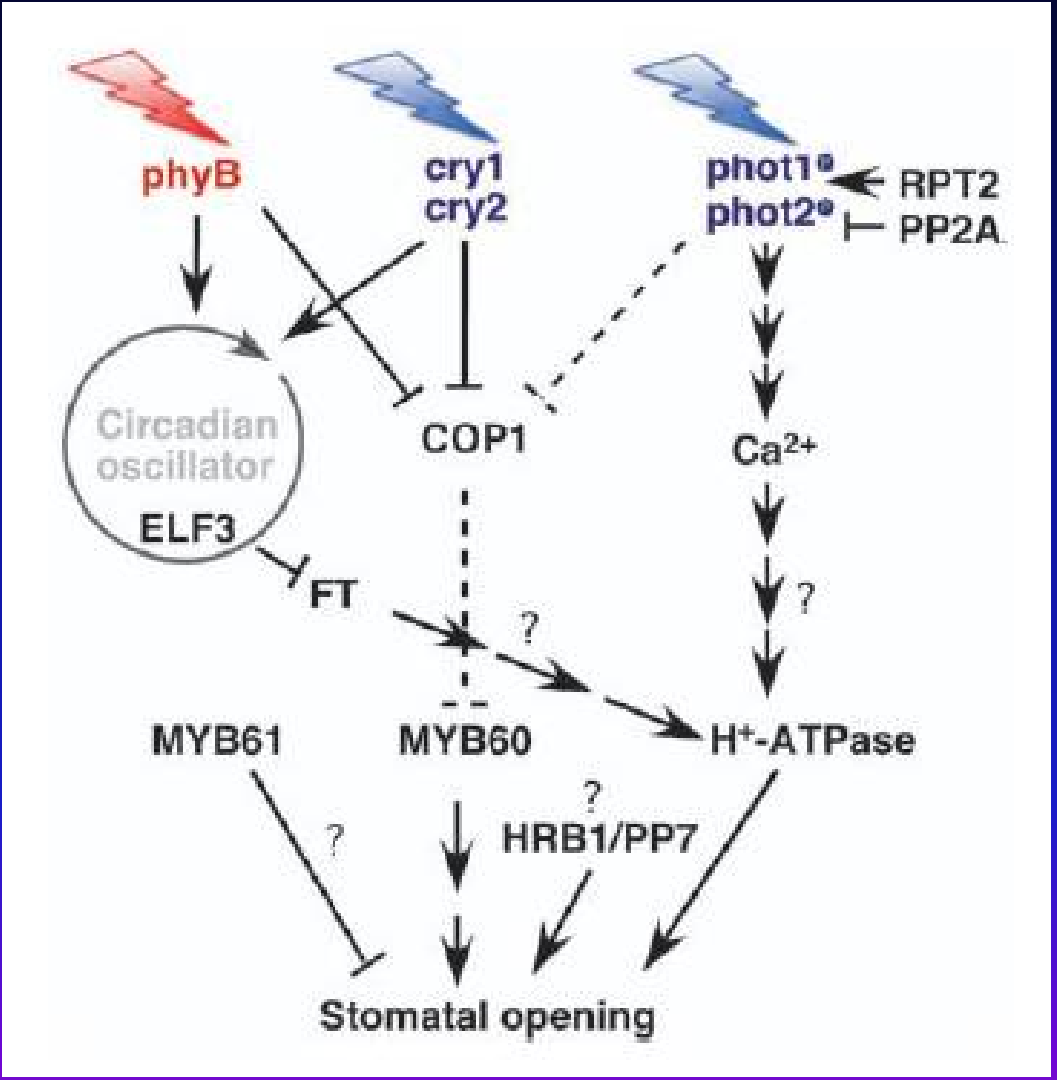 phyB
cry1
cry2
phot1
phot2
RPT2
PP2A
Circadian
oscillator
ELF3
COP1
Ca²⁺
FT
?
?
MYB61
MYB60
H⁺-ATPase
?
?
HRB1/PP7
Stomatal opening